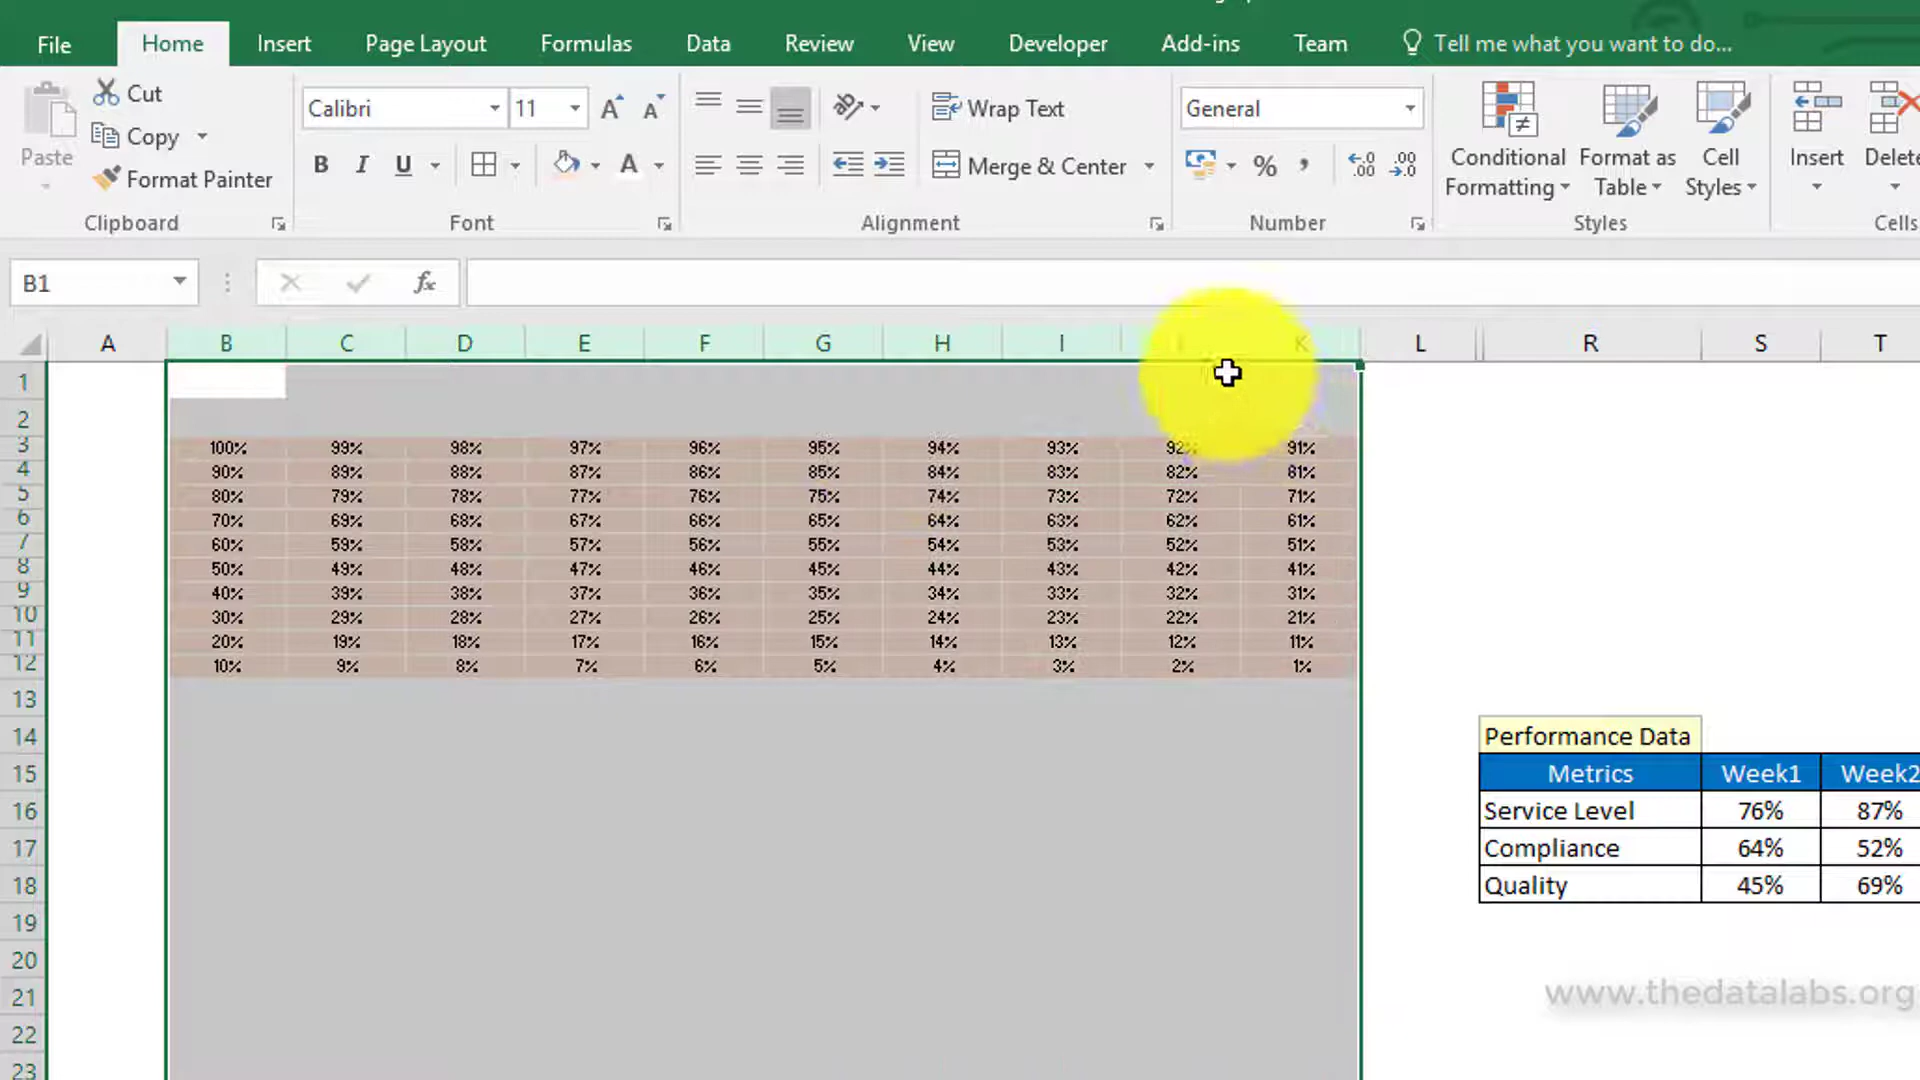 File Home Insert Page Layout Formulas Data Review View Developer Add-ins Team Tell me what you want to do...
Paste
Cut
Copy
Format Painter
Clipboard
Calibri 11
B I U
Font
Wrap Text
Merge & Center
Alignment
General
Number
Conditional Formatting
Format as Table
Cell Styles
Styles
Insert
Delete
Cells
B1 fx
A B C D E F G H I J K L R S T
1
2
3 100% 99% 98% 97% 96% 95% 94% 93% 92% 91%
4 90% 89% 88% 87% 86% 85% 84% 83% 82% 81%
5 80% 79% 78% 77% 76% 75% 74% 73% 72% 71%
6 70% 69% 68% 67% 66% 65% 64% 63% 62% 61%
7 60% 59% 58% 57% 56% 55% 54% 53% 52% 51%
8 50% 49% 48% 47% 46% 45% 44% 43% 42% 41%
9 40% 39% 38% 37% 36% 35% 34% 33% 32% 31%
10 30% 29% 28% 27% 26% 25% 24% 23% 22% 21%
11 20% 19% 18% 17% 16% 15% 14% 13% 12% 11%
12 10% 9% 8% 7% 6% 5% 4% 3% 2% 1%
13
14 Performance Data
15 Metrics Week1 Week2
16 Service Level 76% 87%
17 Compliance 64% 52%
18 Quality 45% 69%
19
20
21
22
23
www.thedatalabs.org